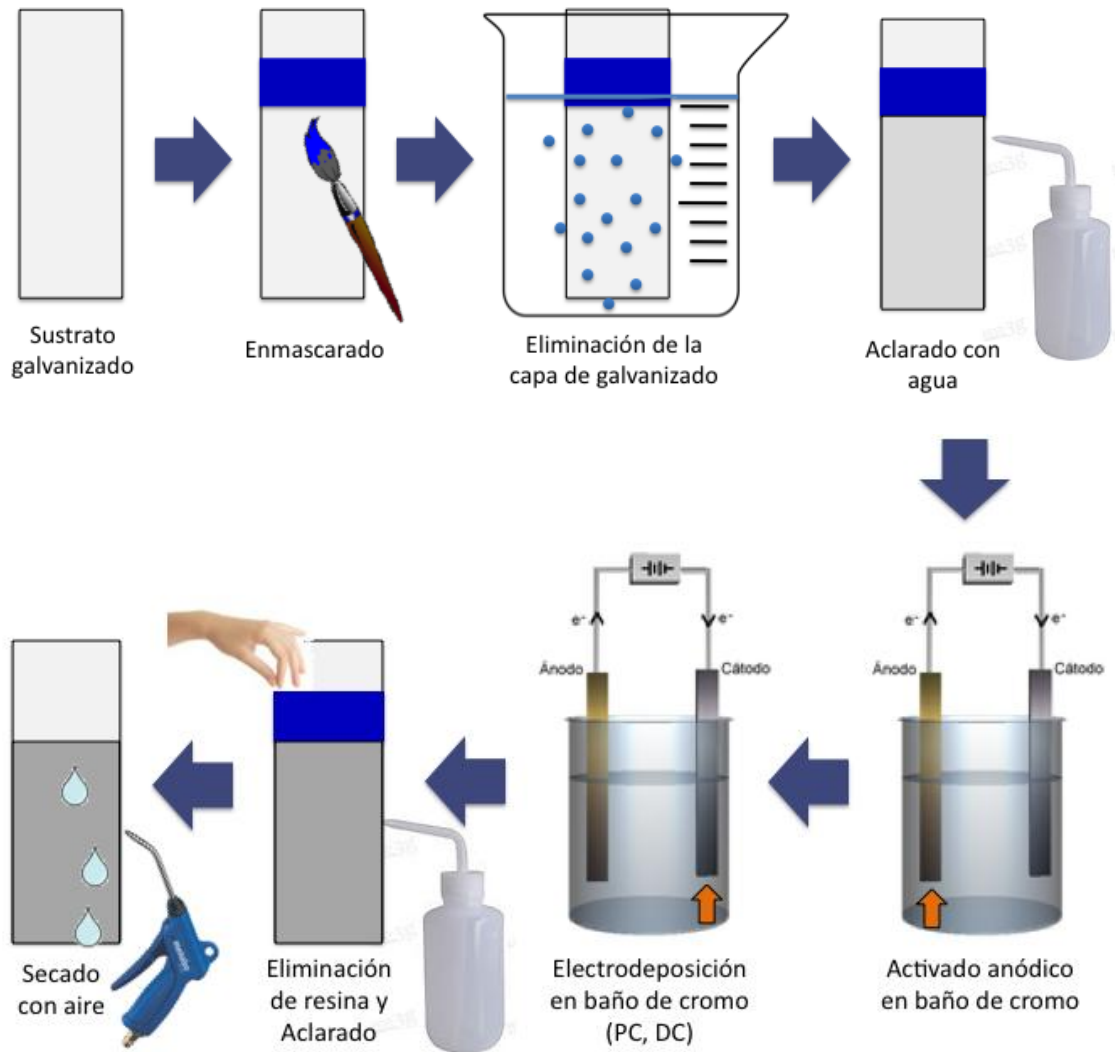 Sustrato
galvanizado
Enmascarado
Eliminación de la
capa de galvanizado
Aclarado con
agua
e⁻
e⁻
Ánodo
Cátodo
e⁻
e⁻
Ánodo
Cátodo
Secado
con aire
Eliminación
de resina y
Aclarado
Electrodeposición
en baño de cromo
(PC, DC)
Activado anódico
en baño de cromo